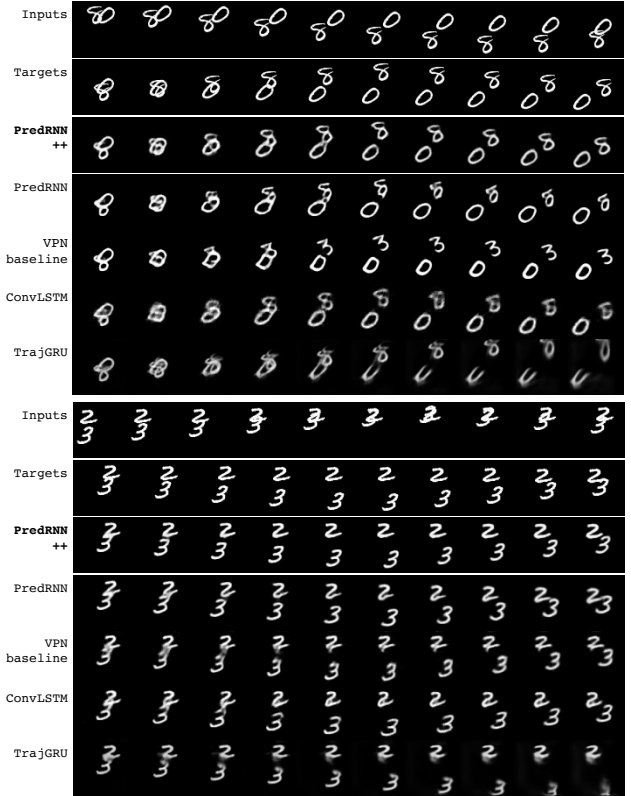 Inputs
Targets
PredRNN
++
PredRNN
VPN
baseline
ConvLSTM
TrajGRU
Inputs
Targets
PredRNN
++
PredRNN
VPN
baseline
ConvLSTM
TrajGRU